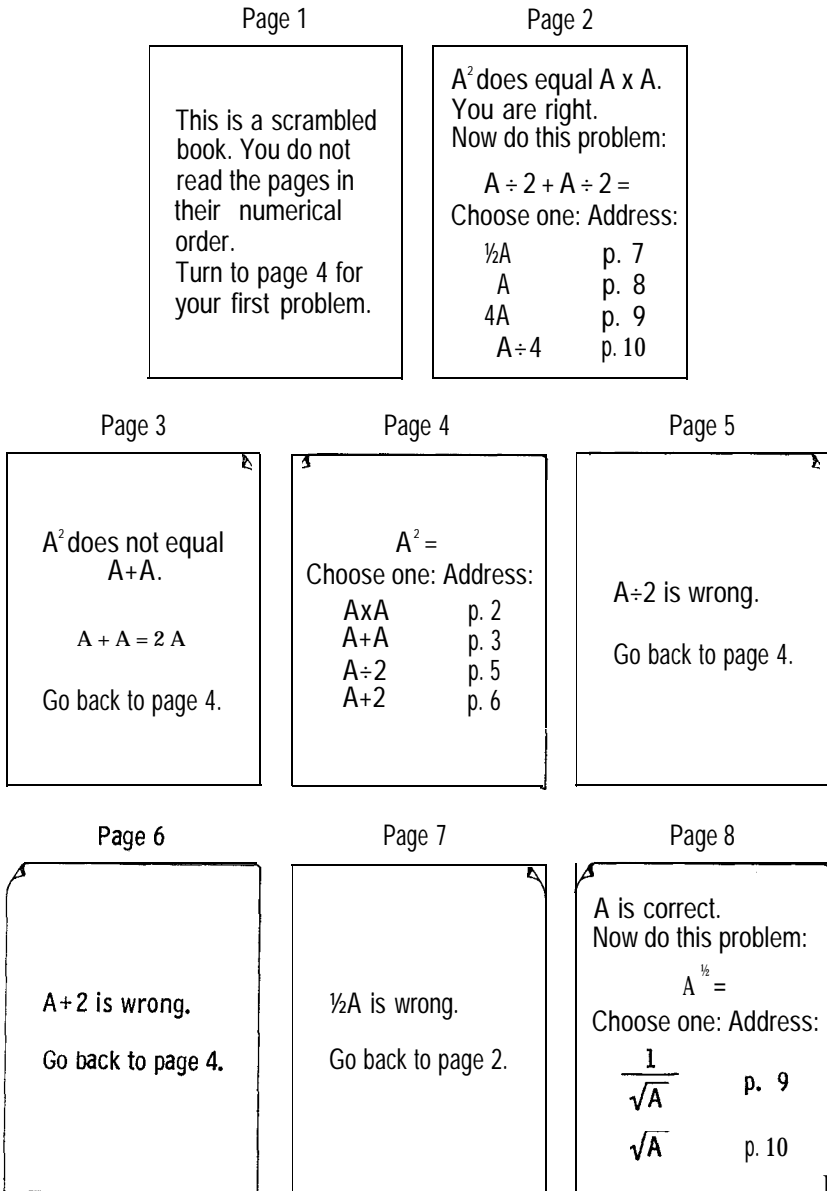 Page 1
This is a scrambled
book. You do not
read the pages in
their numerical
order.
Turn to page 4 for
your first problem.
Page 2
A² does equal A x A.
You are right.
Now do this problem:
A ÷ 2 + A ÷ 2 =
Choose one: Address:
½A p. 7
A p. 8
4A p. 9
A÷4 p. 10
Page 3
A² does not equal
A+A.
A + A = 2 A
Go back to page 4.
Page 4
A² =
Choose one: Address:
AxA p. 2
A+A p. 3
A÷2 p. 5
A+2 p. 6
Page 5
A÷2 is wrong.
Go back to page 4.
Page 6
A+2 is wrong.
Go back to page 4.
Page 7
½A is wrong.
Go back to page 2.
Page 8
A is correct.
Now do this problem:
A^½ =
Choose one: Address:
1/√A p. 9
√A p. 10